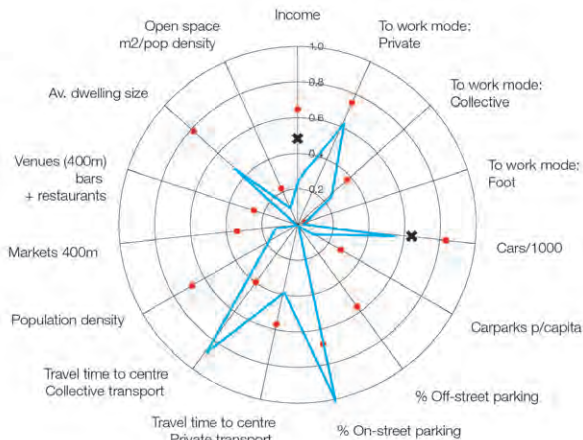 Income
Open space
m2/pop density
To work mode:
Private
Av. dwelling size
To work mode:
Collective
Venues (400m)
bars
+ restaurants
To work mode:
Foot
1,0
0,8
0,6
0,4
0,2
Markets 400m
Cars/1000
Population density
Carparks p/capita
Travel time to centre
Collective transport
% Off-street parking
Travel time to centre
Private transport
% On-street parking